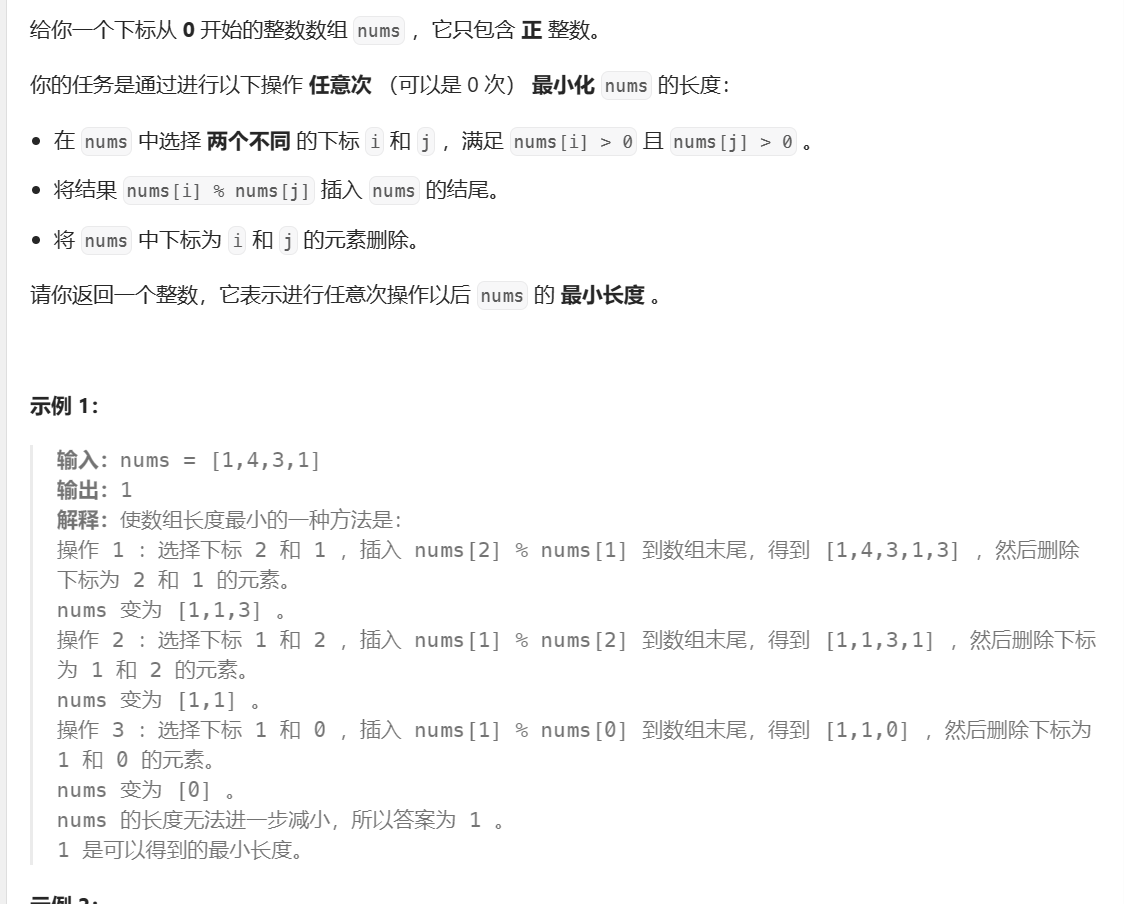 给你一个下标从 0 开始的整数数组 nums ，它只包含 正 整数。
你的任务是通过进行以下操作 任意次 （可以是 0 次） 最小化 nums 的长度：
• 在 nums 中选择 两个不同 的下标 i 和 j ，满足 nums[i] > 0 且 nums[j] > 0 。
• 将结果 nums[i] % nums[j] 插入 nums 的结尾。
• 将 nums 中下标为 i 和 j 的元素删除。
请你返回一个整数，它表示进行任意次操作以后 nums 的 最小长度 。
示例 1：
输入：nums = [1,4,3,1]
输出：1
解释：使数组长度最小的一种方法是：
操作 1 ：选择下标 2 和 1 ，插入 nums[2] % nums[1] 到数组末尾，得到 [1,4,3,1,3] ，然后删除
下标为 2 和 1 的元素。
nums 变为 [1,1,3] 。
操作 2 ：选择下标 1 和 2 ，插入 nums[1] % nums[2] 到数组末尾，得到 [1,1,3,1] ，然后删除下标
为 1 和 2 的元素。
nums 变为 [1,1] 。
操作 3 ：选择下标 1 和 0 ，插入 nums[1] % nums[0] 到数组末尾，得到 [1,1,0] ，然后删除下标为
1 和 0 的元素。
nums 变为 [0] 。
nums 的长度无法进一步减小，所以答案为 1 。
1 是可以得到的最小长度。